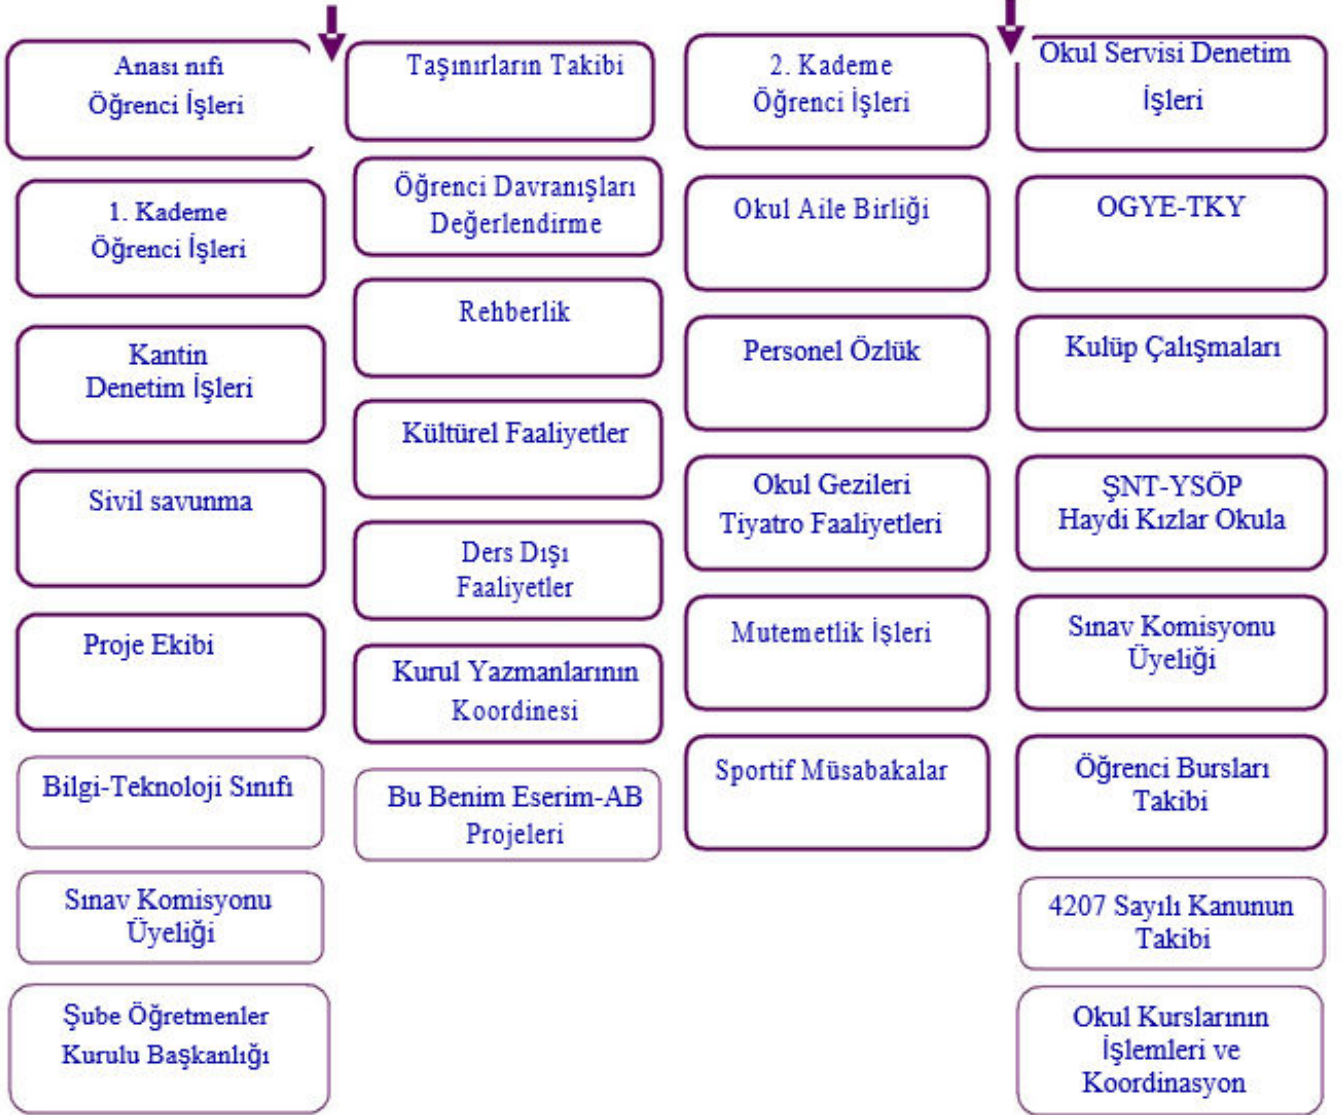 Anası nıfı
Öğrenci İşleri
1. Kademe
Öğrenci İşleri
Kantin
Denetim İşleri
Sivil savunma
Proje Ekibi
Bilgi-Teknoloji Sınıfı
Sınav Komisyonu
Üyeliği
Şube Öğretmenler
Kurulu Başkanlığı
Taşınırların Takibi
Öğrenci Davranışları
Değerlendirme
Rehberlik
Kültürel Faaliyetler
Ders Dışı
Faaliyetler
Kurul Yazmanlarının
Koordinesi
Bu Benim Eserim-AB
Projeleri
2. Kademe
Öğrenci İşleri
Okul Aile Birliği
Personel Özlük
Okul Gezileri
Tiyatro Faaliyetleri
Mutemetlik İşleri
Sportif Müsabakalar
Okul Servisi Denetim
İşleri
OGYE-TKY
Kulüp Çalışmaları
ŞNT-YSÖP
Haydi Kızlar Okula
Sınav Komisyonu
Üyeliği
Öğrenci Bursları
Takibi
4207 Sayılı Kanunun
Takibi
Okul Kurslarının
İşlemleri ve
Koordinasyon